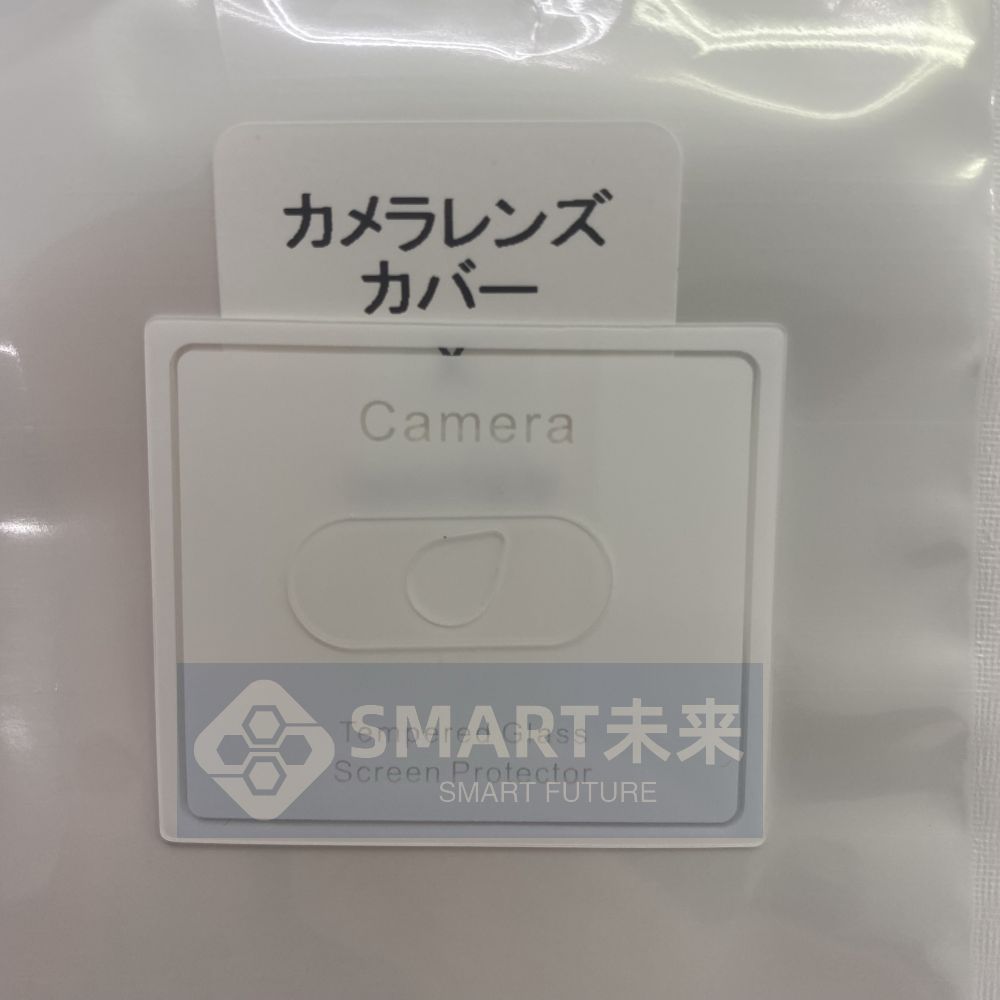 カメラレンズ
カバー
Camera
SMART未来
Tempered Glass
Screen Protector
SMART FUTURE